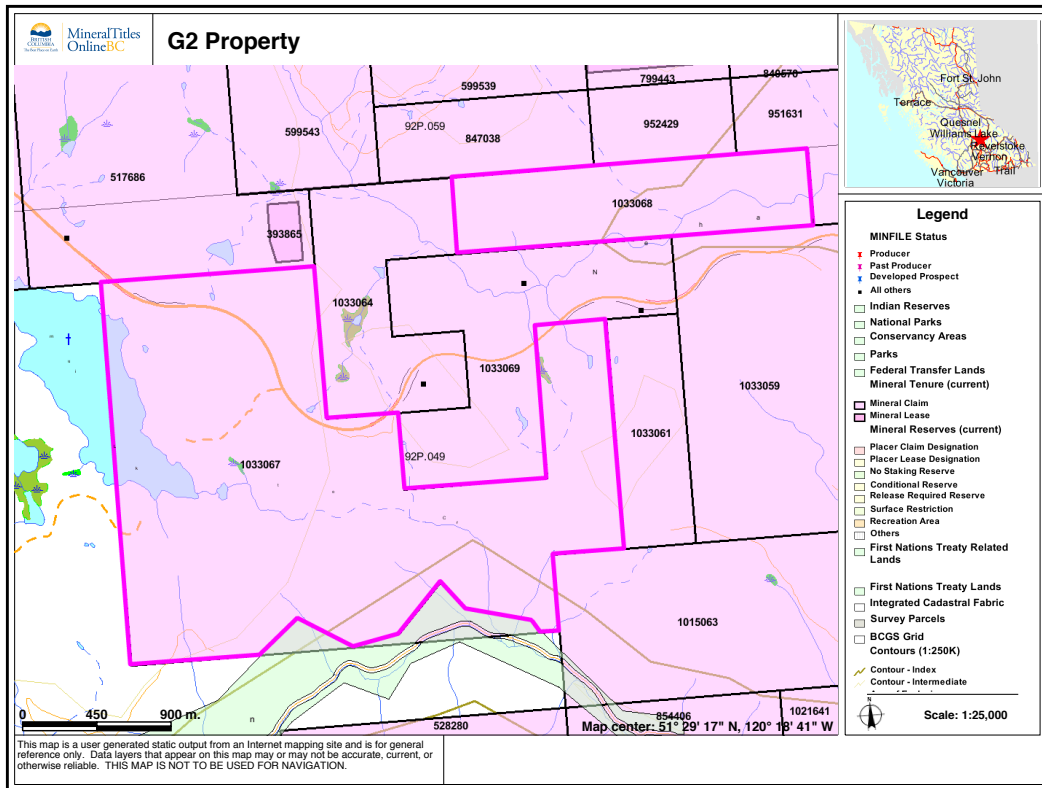 BRITISH
COLUMBIA
The Best Place on Earth
MineralTitles
OnlineBC
G2 Property
599539
799443
840570
599543
92P.059
847038
952429
951631
517686
1033068
393865
1033064
N
a
h
a
1033069
1033059
1033061
92P.049
1033067
C
1015063
n
528280
854406
1021641
0 450 900 m.
Map center: 51° 29' 17" N, 120° 18' 41" W
This map is a user generated static output from an Internet mapping site and is for general
reference only. Data layers that appear on this map may or may not be accurate, current, or
otherwise reliable. THIS MAP IS NOT TO BE USED FOR NAVIGATION.
Fort St. John
Terrace
Quesnel
Williams Lake
Revelstoke
Vernon
Vancouver
Trail
Victoria
Legend
MINFILE Status
Producer
Past Producer
Developed Prospect
All others
Indian Reserves
National Parks
Conservancy Areas
Parks
Federal Transfer Lands
Mineral Tenure (current)
Mineral Claim
Mineral Lease
Mineral Reserves (current)
Placer Claim Designation
Placer Lease Designation
No Staking Reserve
Conditional Reserve
Release Required Reserve
Surface Restriction
Recreation Area
Others
First Nations Treaty Related
Lands
First Nations Treaty Lands
Integrated Cadastral Fabric
Survey Parcels
BCGS Grid
Contours (1:250K)
Contour - Index
Contour - Intermediate
N
Scale: 1:25,000